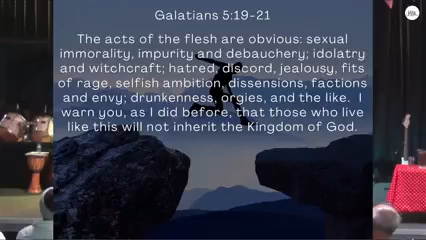 Galatians 5:19-21
The acts of the flesh are obvious: sexual
immorality, impurity and debauchery; idolatry
and witchcraft; hatred, discord, jealousy, fits
of rage, selfish ambition, dissensions, factions
and envy; drunkenness, orgies, and the like. I
warn you, as I did before, that those who live
like this will not inherit the Kingdom of God.